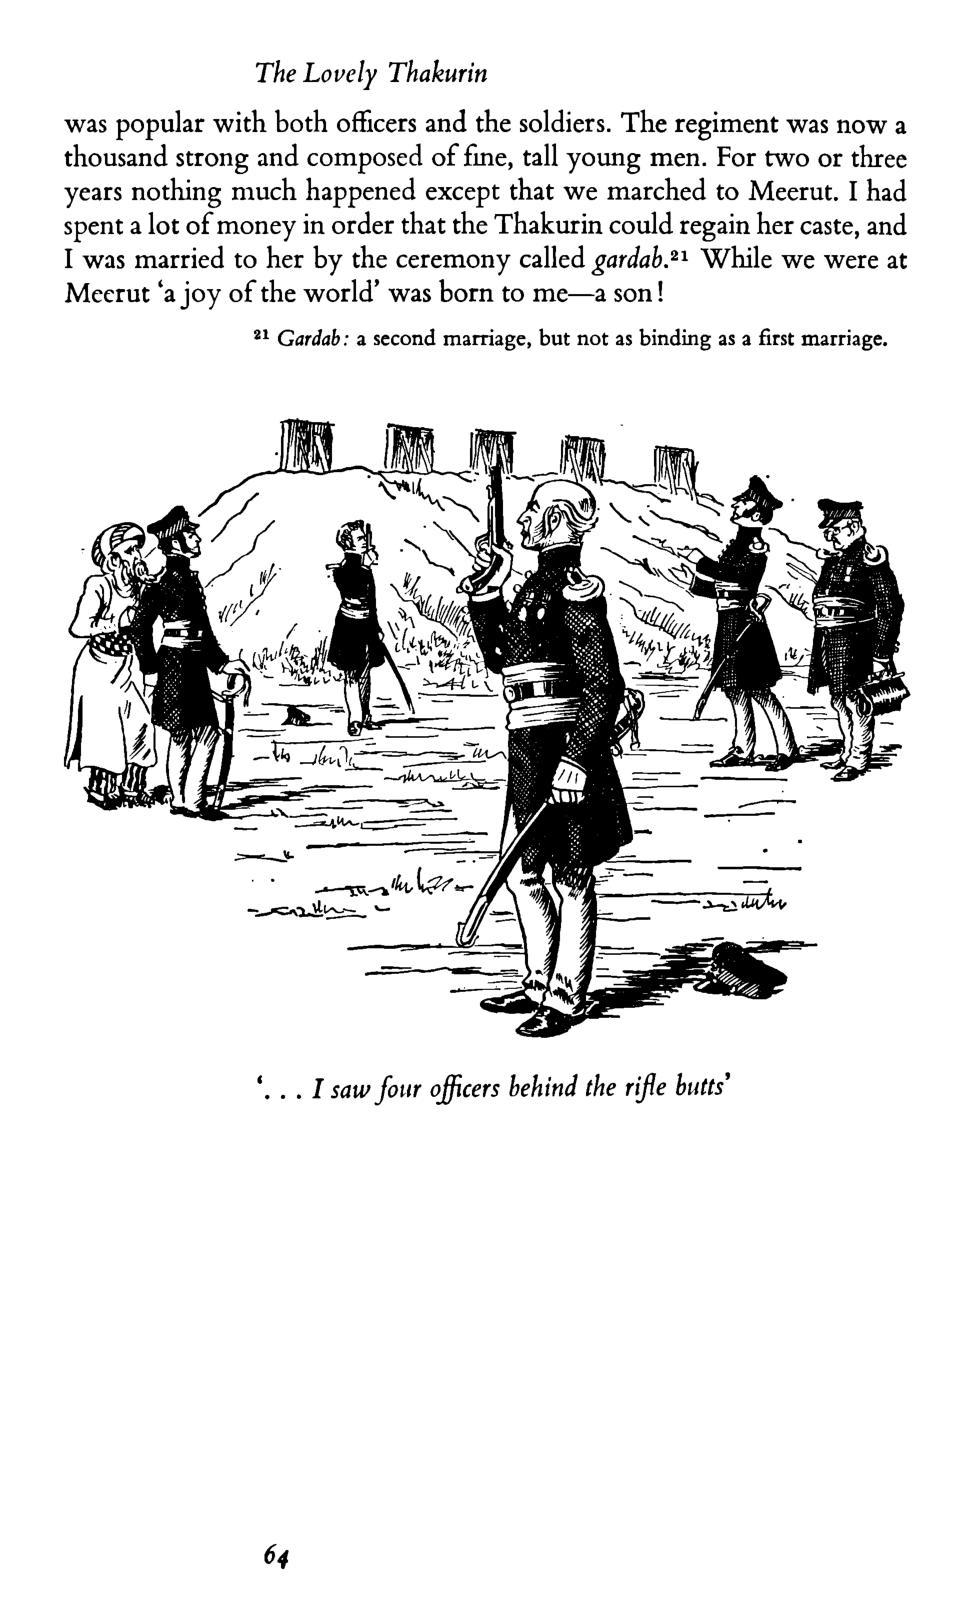 The Lovely Thakurin
was popular with both officers and the soldiers. The regiment was now a
thousand strong and composed of fine, tall young men. For two or three
years nothing much happened except that we marched to Meerut. I had
spent a lot of money in order that the Thakurin could regain her caste, and
I was married to her by the ceremony called gardab.²¹ While we were at
Meerut ‘a joy of the world’ was born to me—a son!
²¹ Gardab: a second marriage, but not as binding as a first marriage.
‘. . . I saw four officers behind the rifle butts’
64